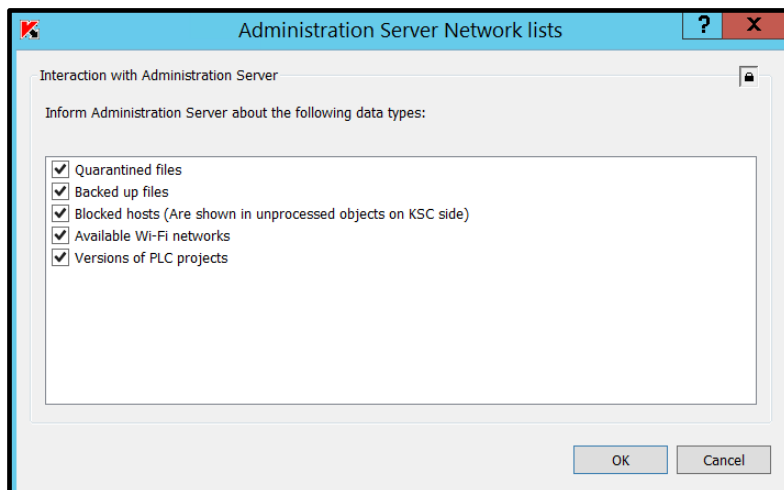 Administration Server Network lists
? X
Interaction with Administration Server
Inform Administration Server about the following data types:
Quarantined files
Backed up files
Blocked hosts (Are shown in unprocessed objects on KSC side)
Available Wi-Fi networks
Versions of PLC projects
OK Cancel